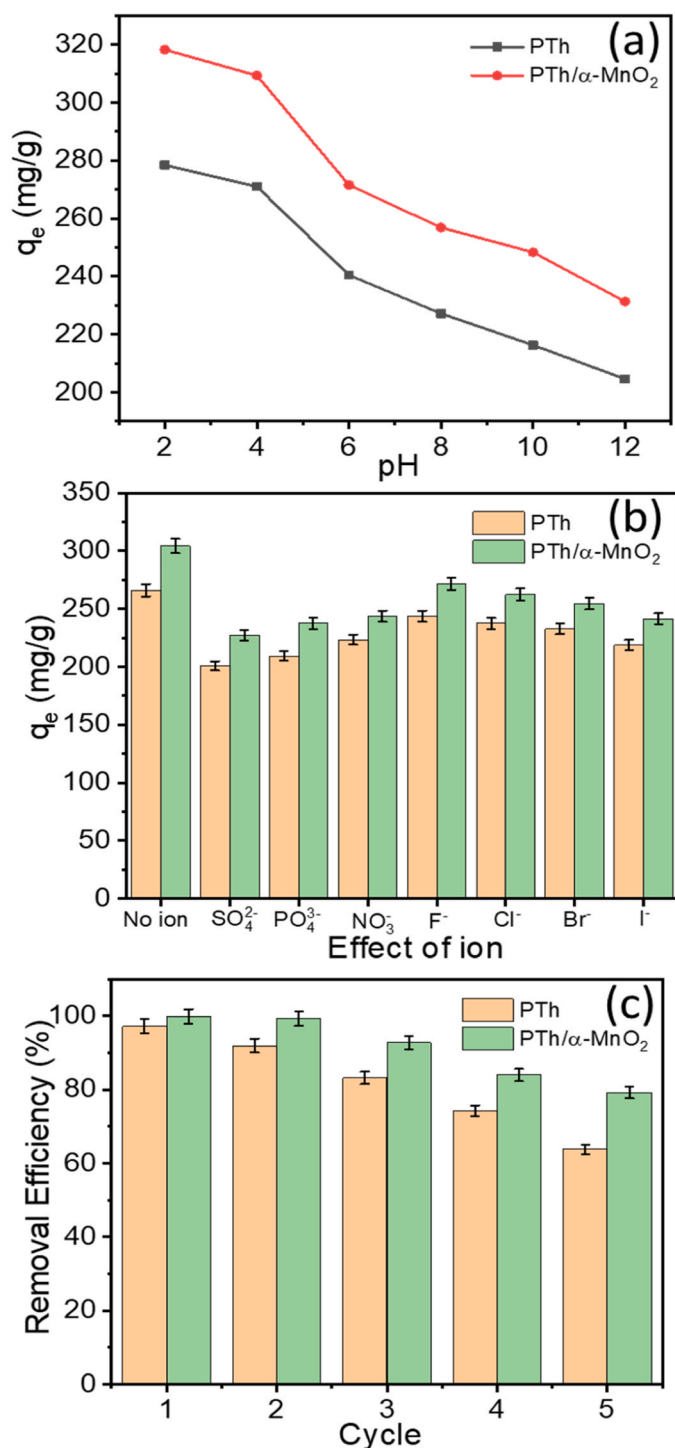 (a)
PTh
PTh/α-MnO₂
320
300
280
260
240
220
200
qₑ (mg/g)
2 4 6 8 10 12
pH
(b)
PTh
PTh/α-MnO₂
350
300
250
200
150
100
50
0
qₑ (mg/g)
No ion SO₄²⁻ PO₄³⁻ NO₃⁻ F⁻ Cl⁻ Br⁻ I⁻
Effect of ion
(c)
PTh
PTh/α-MnO₂
100
80
60
40
20
0
Removal Efficiency (%)
1 2 3 4 5
Cycle